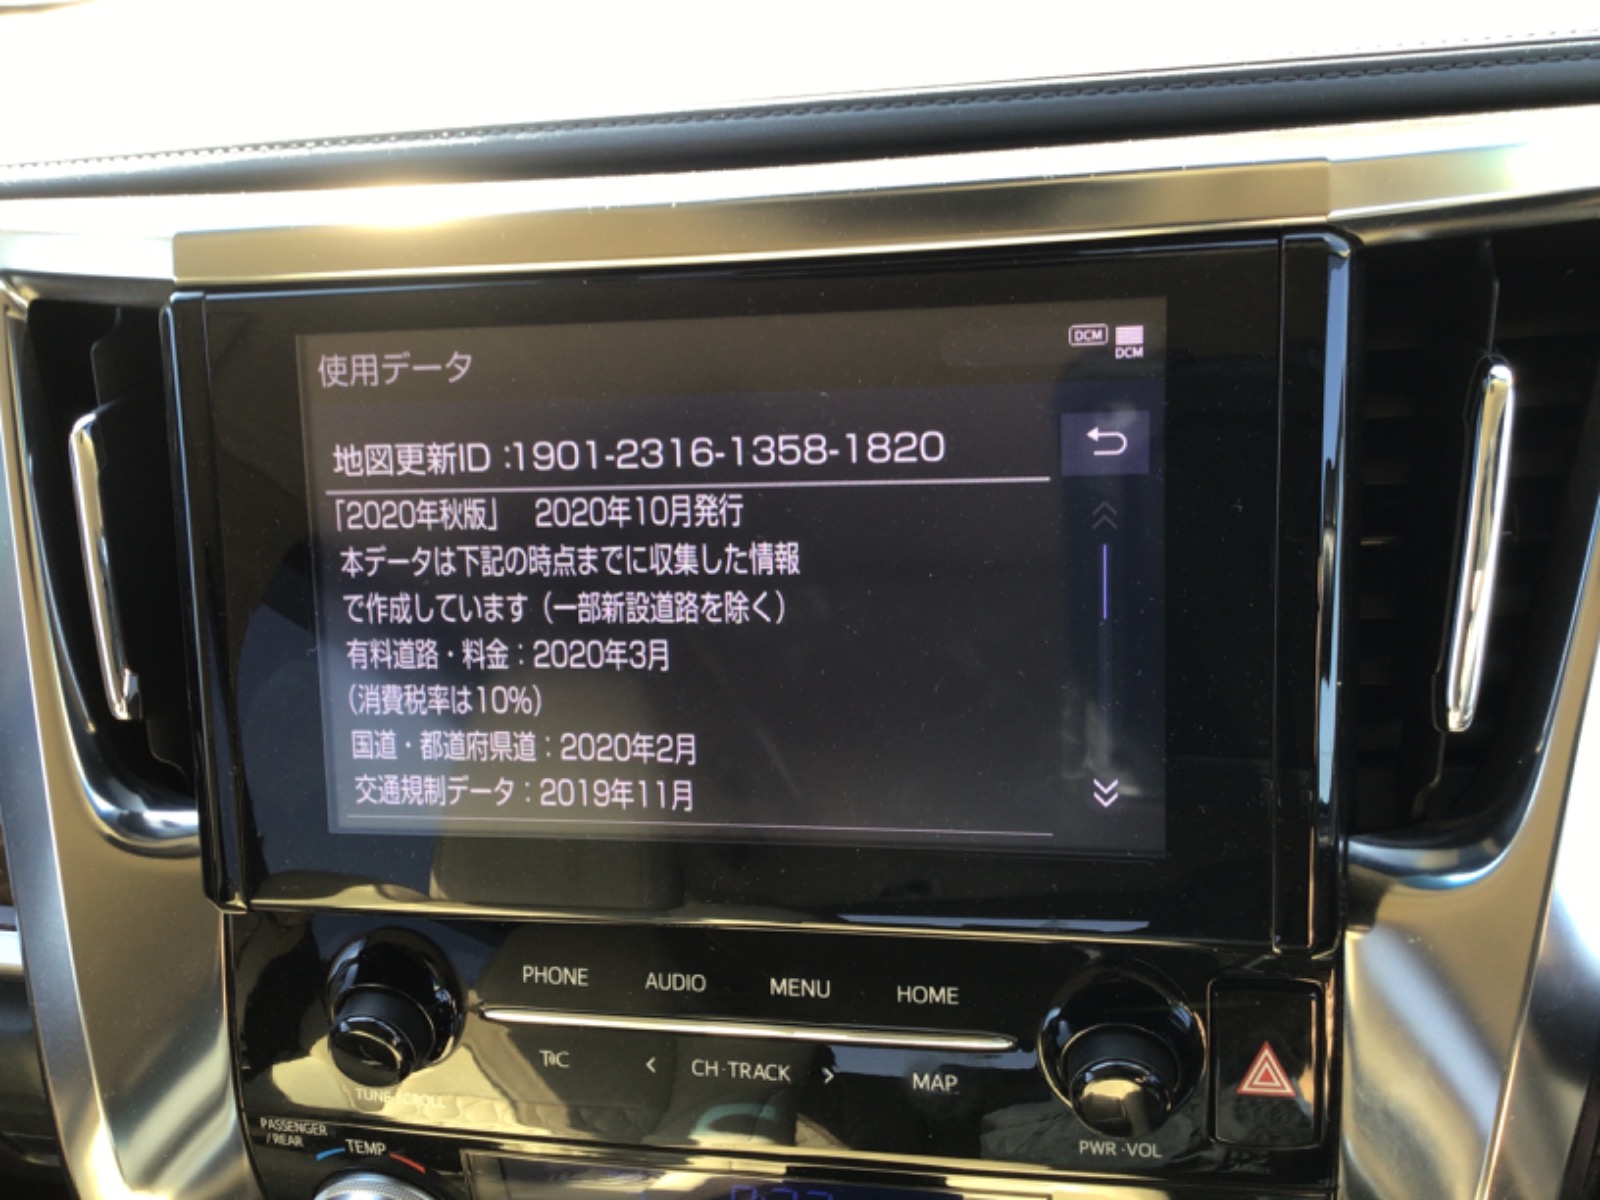 DCM
DCM
使用データ
地図更新ID:1901-2316-1358-1820
「2020年秋版」 2020年10月発行
本データは下記の時点までに収集した情報
で作成しています（一部新設道路を除く）
有料道路・料金：2020年3月
(消費税率は10%)
国道・都道府県道：2020年2月
交通規制データ：2019年11月
PHONE AUDIO MENU HOME
CH·TRACK MAP
TUNE·SCROLL
PWR·VOL
PASSENGER
/REAR
TEMP